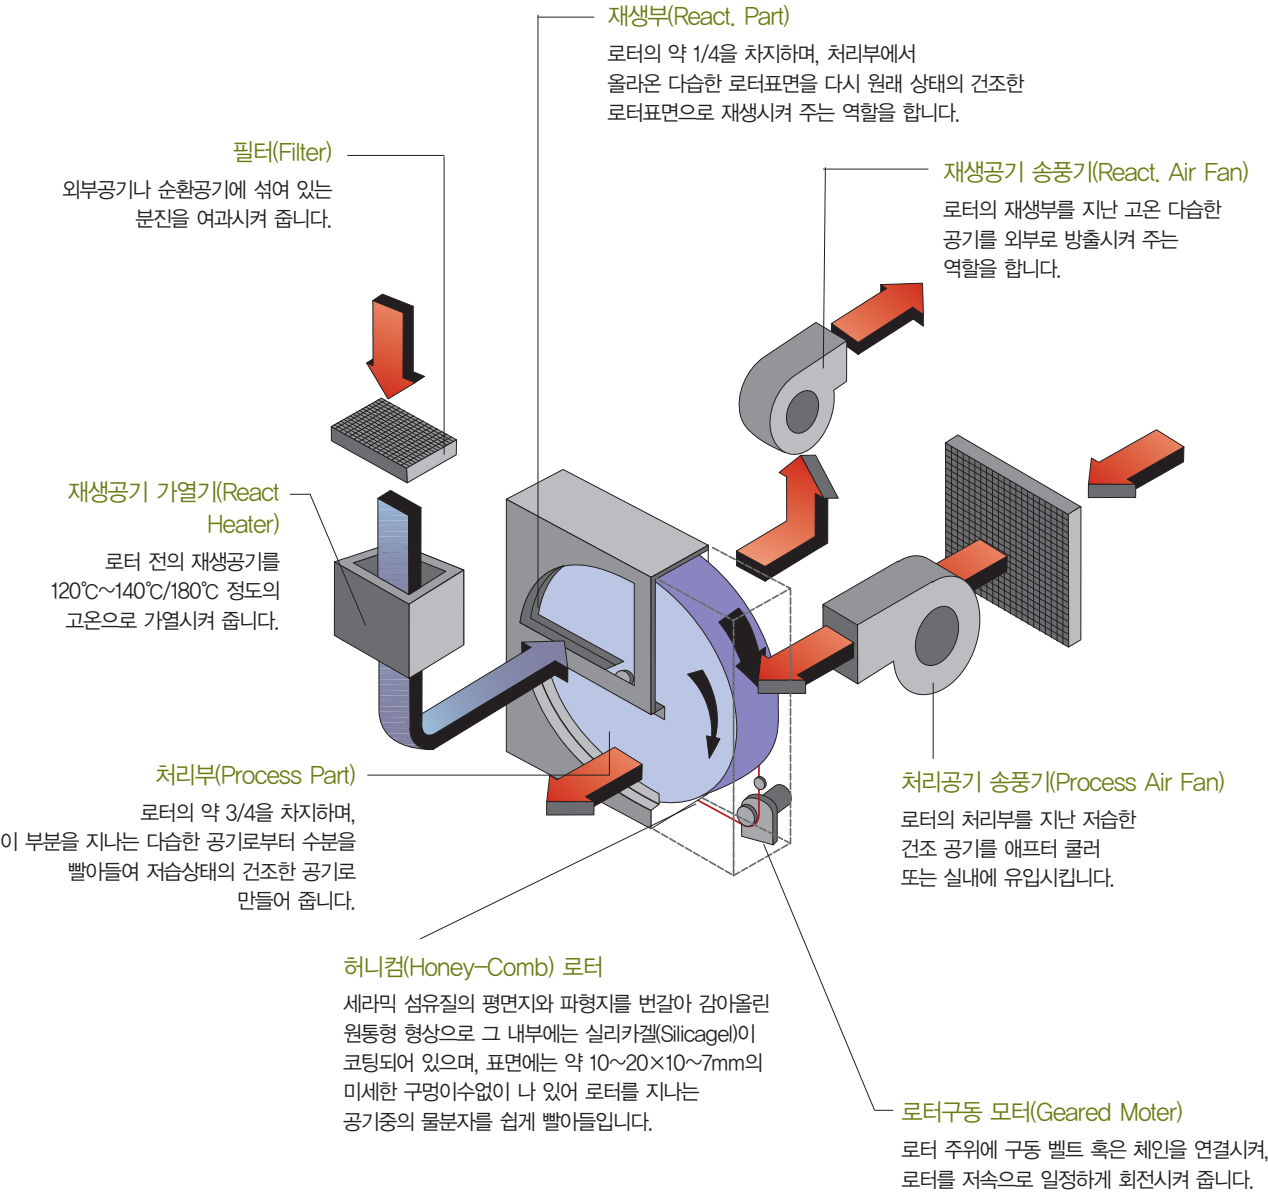 재생부(React. Part)
로터의 약 1/4을 차지하며, 처리부에서
올라온 다습한 로터표면을 다시 원래 상태의 건조한
로터표면으로 재생시켜 주는 역할을 합니다.
필터(Filter)
외부공기나 순환공기에 섞여 있는
분진을 여과시켜 줍니다.
재생공기 송풍기(React. Air Fan)
로터의 재생부를 지난 고온 다습한
공기를 외부로 방출시켜 주는
역할을 합니다.
재생공기 가열기(React
Heater)
로터 전의 재생공기를
120℃~140℃/180℃ 정도의
고온으로 가열시켜 줍니다.
처리부(Process Part)
로터의 약 3/4을 차지하며,
이 부분을 지나는 다습한 공기로부터 수분을
빨아들여 저습상태의 건조한 공기로
만들어 줍니다.
처리공기 송풍기(Process Air Fan)
로터의 처리부를 지난 저습한
건조 공기를 애프터 쿨러
또는 실내에 유입시킵니다.
허니컴(Honey-Comb) 로터
세라믹 섬유질의 평면지와 파형지를 번갈아 감아올린
원통형 형상으로 그 내부에는 실리카겔(Silicagel)이
코팅되어 있으며, 표면에는 약 10~20×10~7mm의
미세한 구멍이수없이 나 있어 로터를 지나는
공기중의 물분자를 쉽게 빨아들입니다.
로터구동 모터(Geared Moter)
로터 주위에 구동 벨트 혹은 체인을 연결시켜,
로터를 저속으로 일정하게 회전시켜 줍니다.